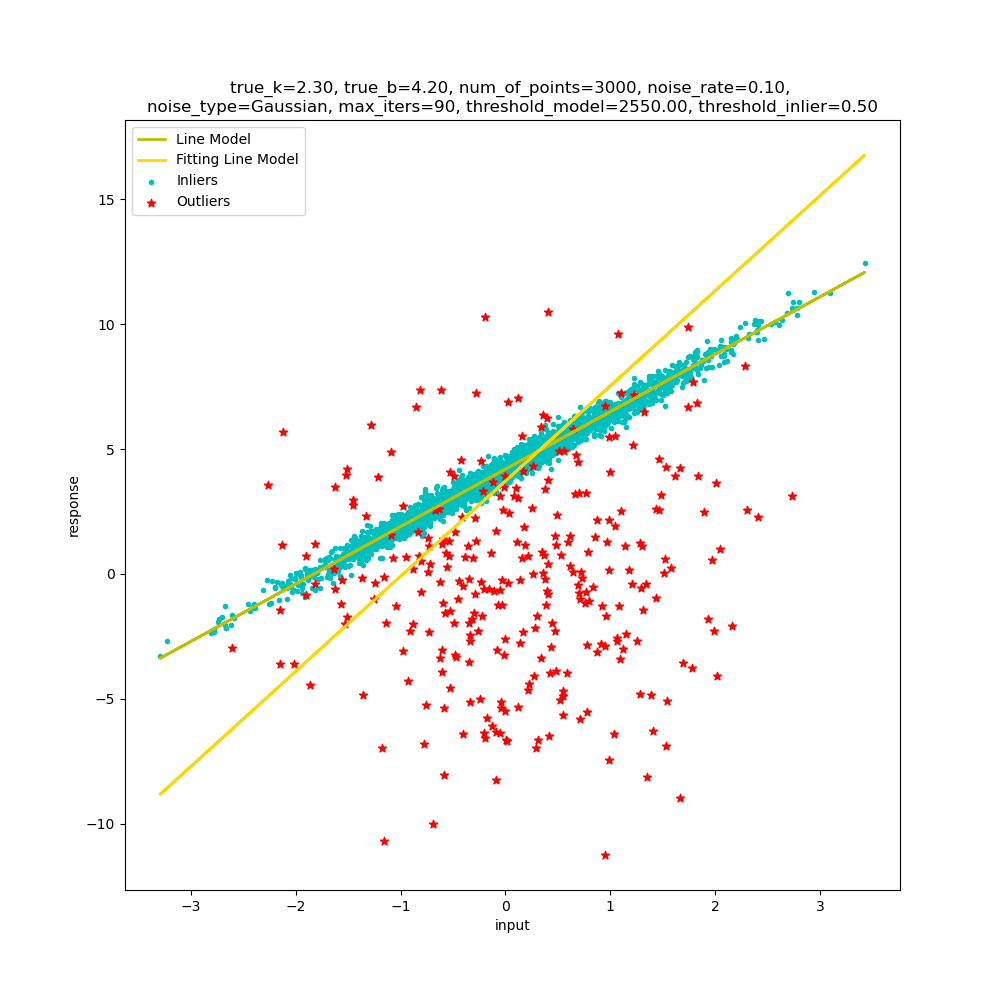 true_k=2.30, true_b=4.20, num_of_points=3000, noise_rate=0.10,
noise_type=Gaussian, max_iters=90, threshold_model=2550.00, threshold_inlier=0.50
Line Model
Fitting Line Model
Inliers
Outliers
15
10
5
0
−5
−10
response
−3 −2 −1 0 1 2 3
input